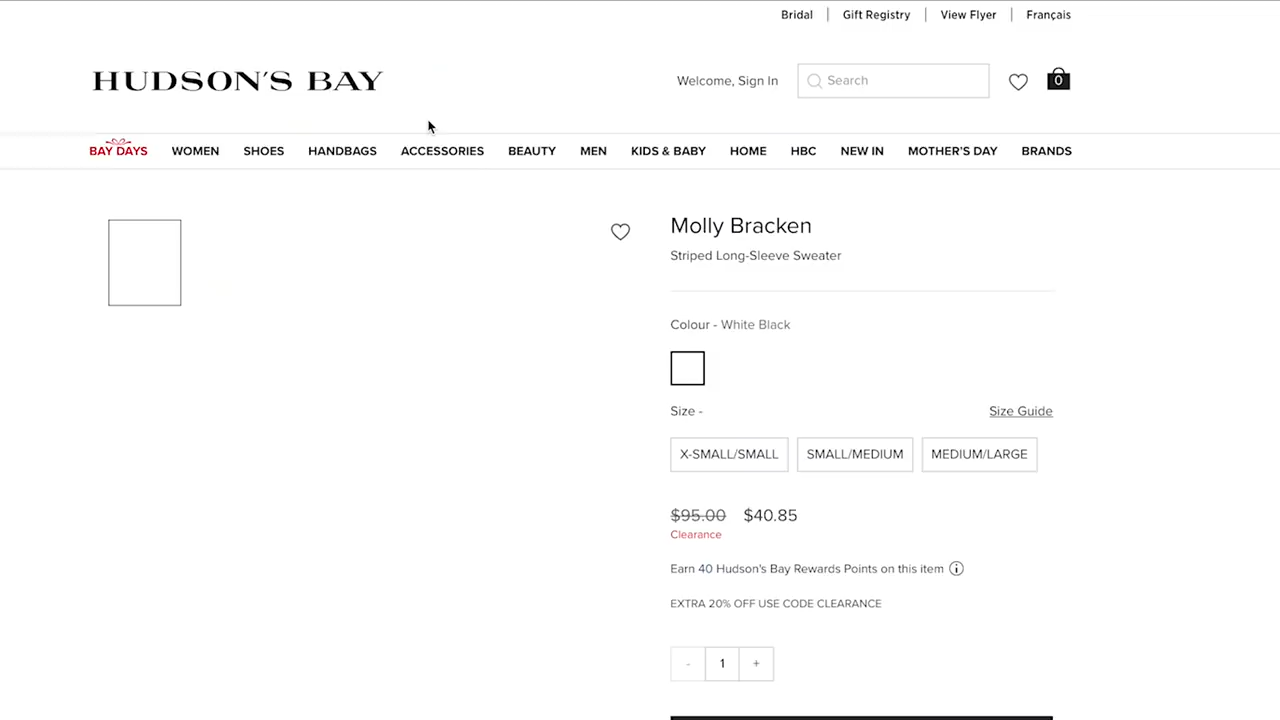 Bridal | Gift Registry | View Flyer | Français
HUDSON'S BAY
Welcome, Sign In
Search
0
BAY DAYS WOMEN SHOES HANDBAGS ACCESSORIES BEAUTY MEN KIDS & BABY HOME HBC NEW IN MOTHER'S DAY BRANDS
Molly Bracken
Striped Long-Sleeve Sweater
Colour - White Black
Size - Size Guide
X-SMALL/SMALL SMALL/MEDIUM MEDIUM/LARGE
$95.00 $40.85
Clearance
Earn 40 Hudson's Bay Rewards Points on this item i
EXTRA 20% OFF USE CODE CLEARANCE
- 1 +